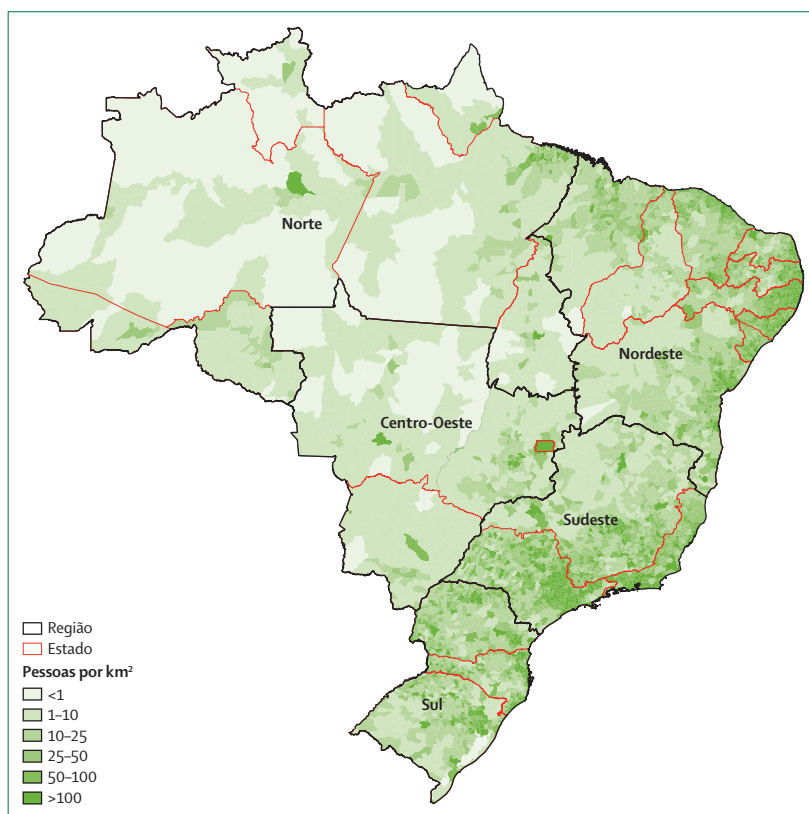 Norte
Nordeste
Centro-Oeste
Sudeste
Sul
Região
Estado
Pessoas por km²
<1
1–10
10–25
25–50
50–100
>100